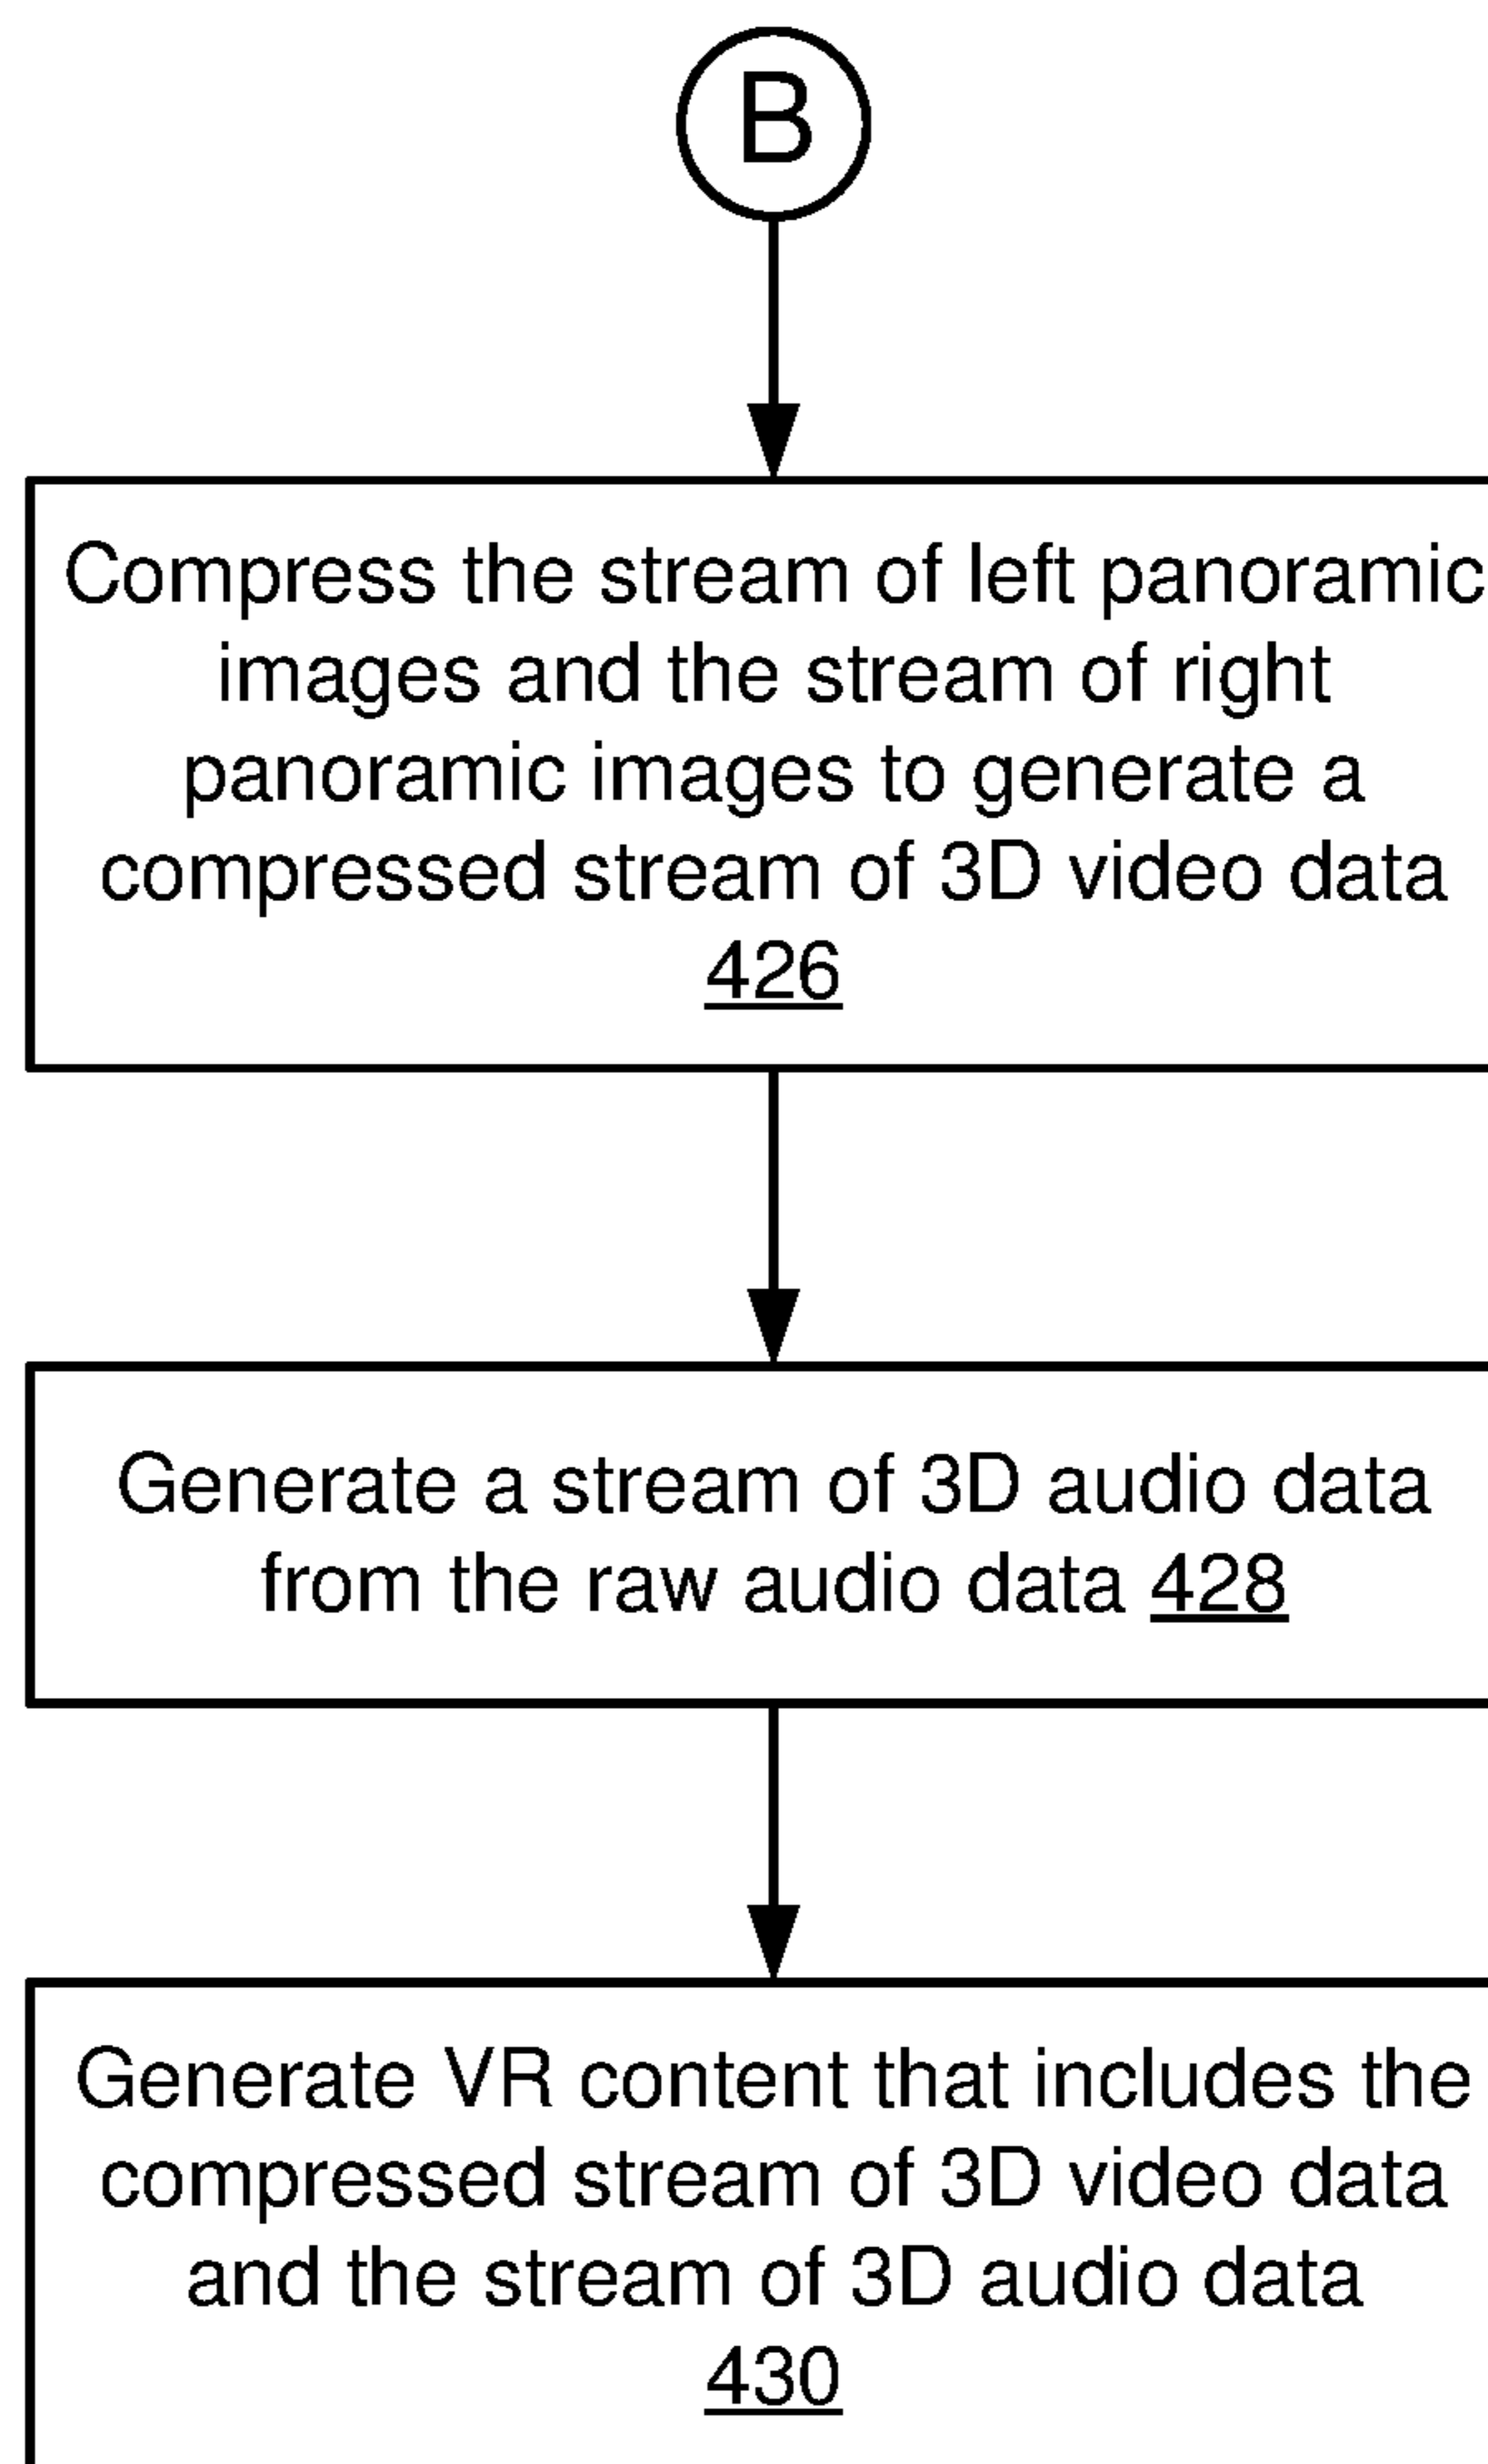 B
Compress the stream of left panoramic
images and the stream of right
panoramic images to generate a
compressed stream of 3D video data
426
Generate a stream of 3D audio data
from the raw audio data 428
Generate VR content that includes the
compressed stream of 3D video data
and the stream of 3D audio data
430